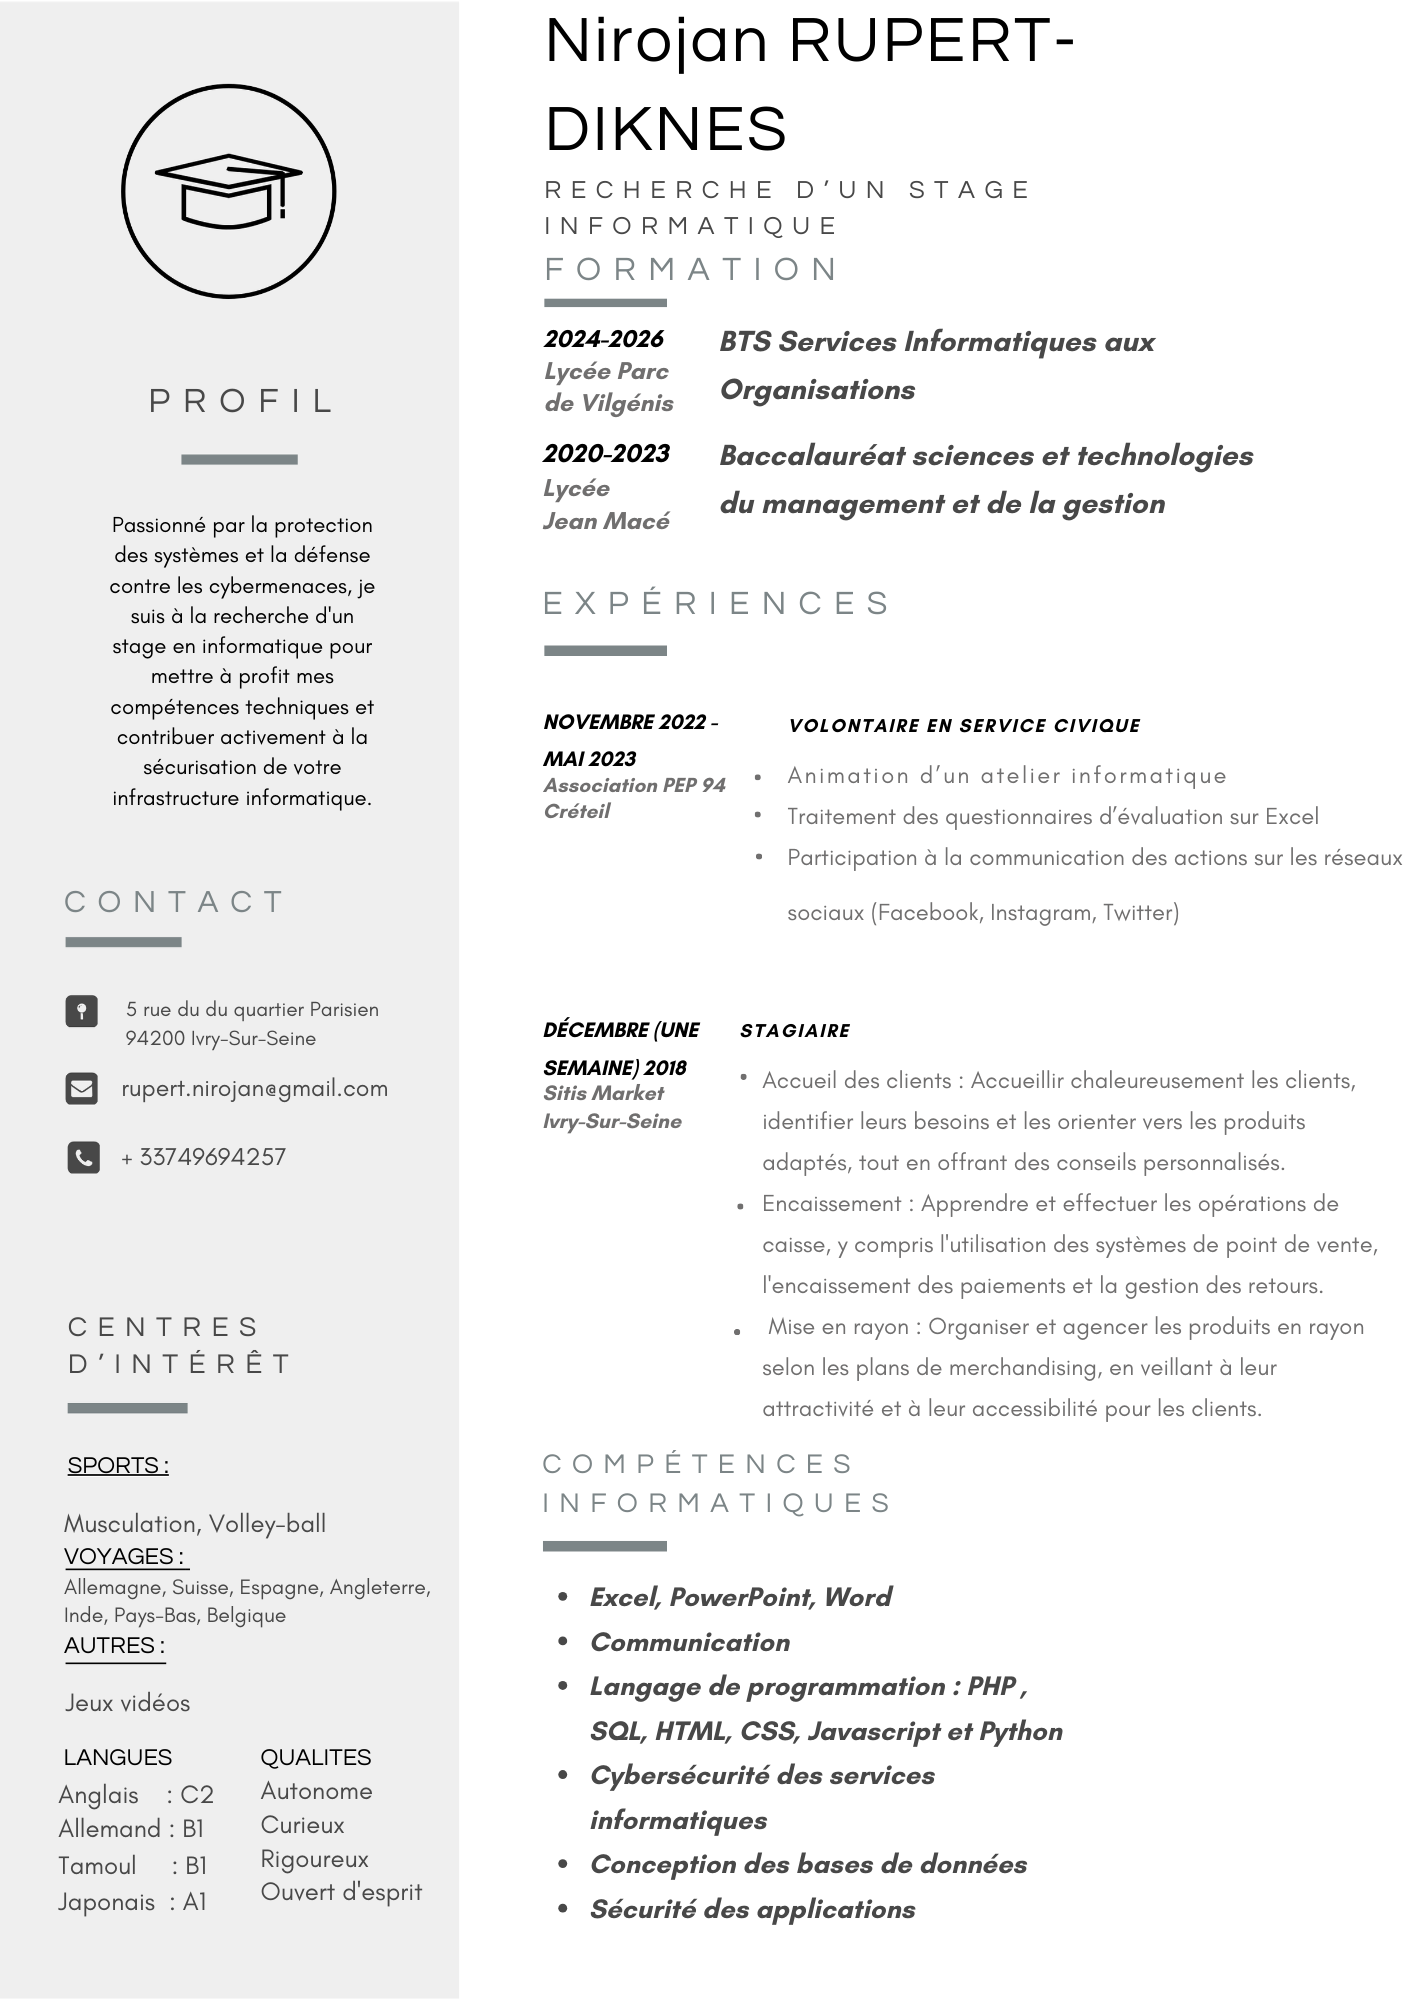 Nirojan RUPERT-
DIKNES
RECHERCHE D’UN STAGE
INFORMATIQUE
PROFIL
Passionné par la protection
des systèmes et la défense
contre les cybermenaces, je
suis à la recherche d'un
stage en informatique pour
mettre à profit mes
compétences techniques et
contribuer activement à la
sécurisation de votre
infrastructure informatique.
CONTACT
5 rue du du quartier Parisien
94200 Ivry-Sur-Seine
rupert.nirojan@gmail.com
+ 33749694257
CENTRES
D’INTÉRÊT
SPORTS :
Musculation, Volley-ball
VOYAGES :
Allemagne, Suisse, Espagne, Angleterre,
Inde, Pays-Bas, Belgique
AUTRES :
Jeux vidéos
LANGUES
Anglais : C2
Allemand : B1
Tamoul : B1
Japonais : A1
QUALITES
Autonome
Curieux
Rigoureux
Ouvert d'esprit
FORMATION
2024-2026
Lycée Parc
de Vilgénis
BTS Services Informatiques aux
Organisations
2020-2023
Lycée
Jean Macé
Baccalauréat sciences et technologies
du management et de la gestion
EXPÉRIENCES
NOVEMBRE 2022 -
MAI 2023
Association PEP 94
Créteil
VOLONTAIRE EN SERVICE CIVIQUE
• Animation d’un atelier informatique
• Traitement des questionnaires d’évaluation sur Excel
• Participation à la communication des actions sur les réseaux
sociaux (Facebook, Instagram, Twitter)
DÉCEMBRE (UNE
SEMAINE) 2018
Sitis Market
Ivry-Sur-Seine
STAGIAIRE
• Accueil des clients : Accueillir chaleureusement les clients,
identifier leurs besoins et les orienter vers les produits
adaptés, tout en offrant des conseils personnalisés.
• Encaissement : Apprendre et effectuer les opérations de
caisse, y compris l'utilisation des systèmes de point de vente,
l'encaissement des paiements et la gestion des retours.
• Mise en rayon : Organiser et agencer les produits en rayon
selon les plans de merchandising, en veillant à leur
attractivité et à leur accessibilité pour les clients.
COMPÉTENCES
INFORMATIQUES
• Excel, PowerPoint, Word
• Communication
• Langage de programmation : PHP ,
SQL, HTML, CSS, Javascript et Python
• Cybersécurité des services
informatiques
• Conception des bases de données
• Sécurité des applications